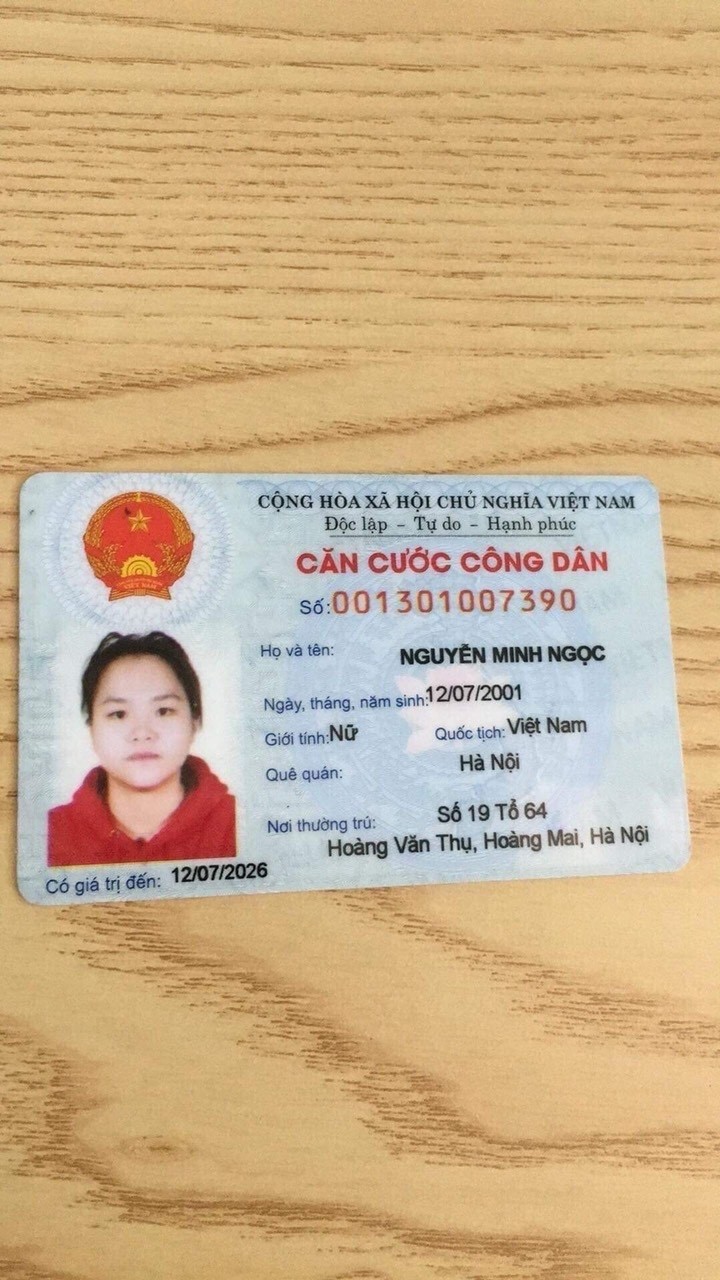 CỘNG HÒA XÃ HỘI CHỦ NGHĨA VIỆT NAM
Độc lập - Tự do - Hạnh phúc
CĂN CƯỚC CÔNG DÂN
Số: 001301007390
Họ và tên: NGUYỄN MINH NGỌC
Ngày, tháng, năm sinh: 12/07/2001
Giới tính: Nữ Quốc tịch: Việt Nam
Quê quán: Hà Nội
Nơi thường trú: Số 19 Tổ 64
Hoàng Văn Thụ, Hoàng Mai, Hà Nội
Có giá trị đến: 12/07/2026